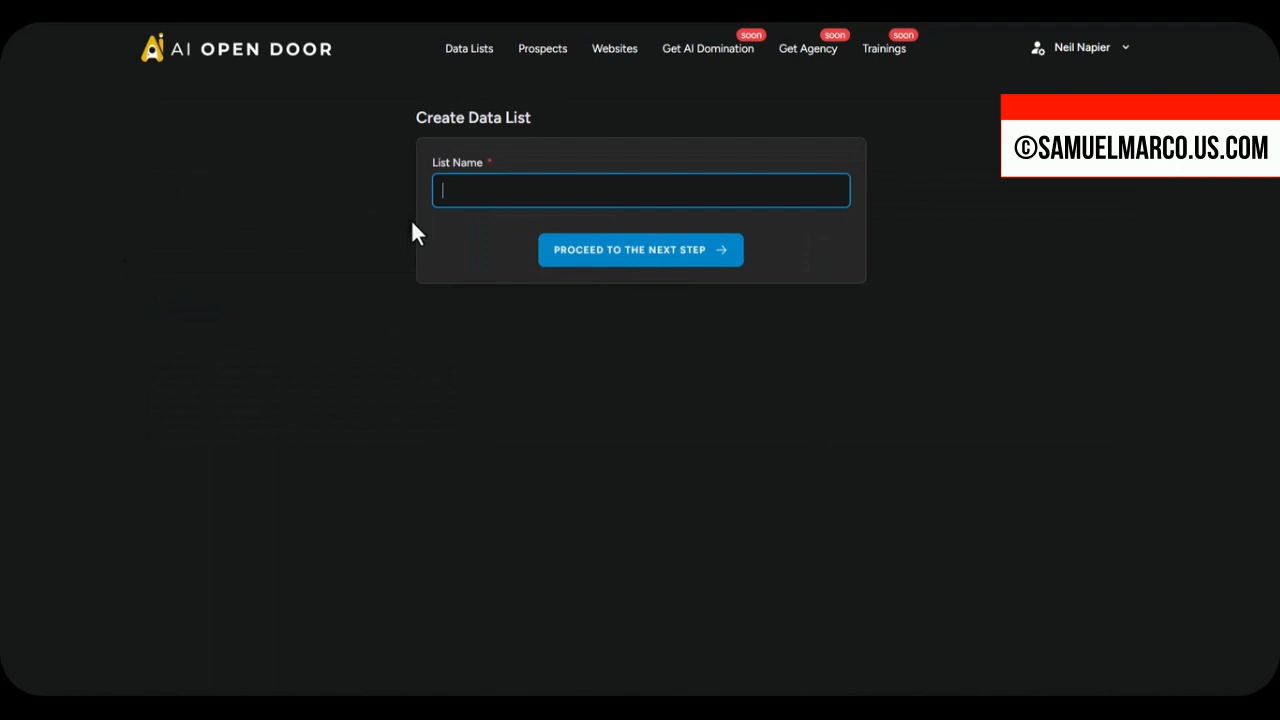 AI OPEN DOOR
Data Lists
Prospects
Websites
Get AI Domination
soon
Get Agency
soon
Trainings
soon
Neil Napier
©SAMUELMARCO.US.COM
Create Data List
List Name *
PROCEED TO THE NEXT STEP →